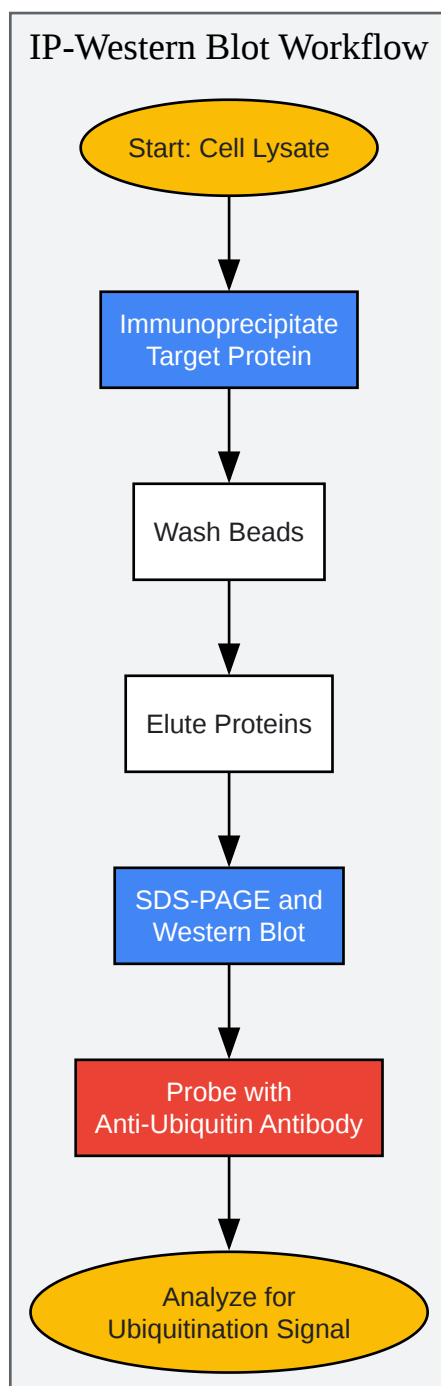 IP-Western Blot Workflow
Start: Cell Lysate
Immunoprecipitate
Target Protein
Wash Beads
Elute Proteins
SDS-PAGE and
Western Blot
Probe with
Anti-Ubiquitin Antibody
Analyze for
Ubiquitination Signal